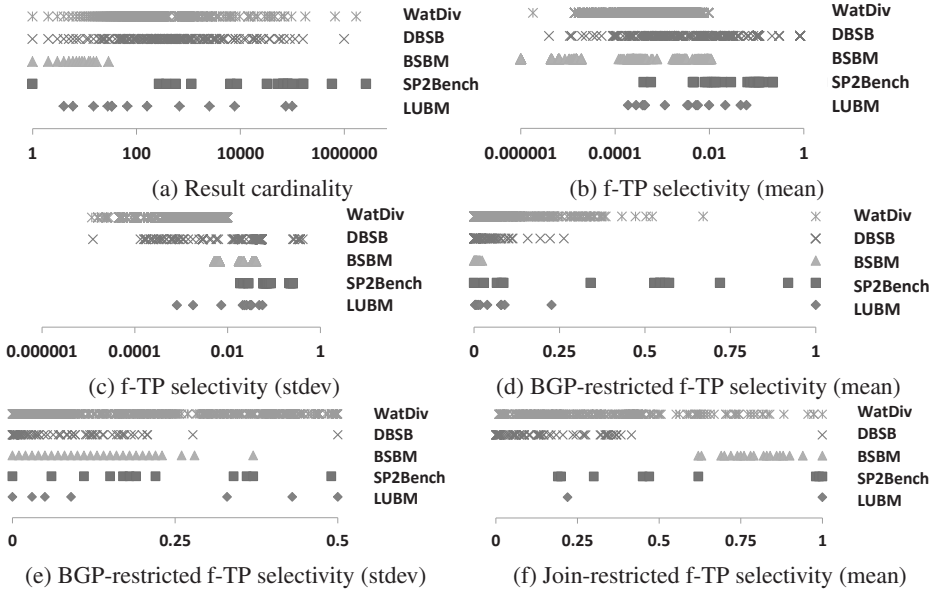 WatDiv
DBSB
BSBM
SP2Bench
LUBM
1 100 10000 1000000
(a) Result cardinality
WatDiv
DBSB
BSBM
SP2Bench
LUBM
0.000001 0.0001 0.01 1
(b) f-TP selectivity (mean)
WatDiv
DBSB
BSBM
SP2Bench
LUBM
0.000001 0.0001 0.01 1
(c) f-TP selectivity (stdev)
WatDiv
DBSB
BSBM
SP2Bench
LUBM
0 0.25 0.5 0.75 1
(d) BGP-restricted f-TP selectivity (mean)
WatDiv
DBSB
BSBM
SP2Bench
LUBM
0 0.25 0.5
(e) BGP-restricted f-TP selectivity (stdev)
WatDiv
DBSB
BSBM
SP2Bench
LUBM
0 0.25 0.5 0.75 1
(f) Join-restricted f-TP selectivity (mean)